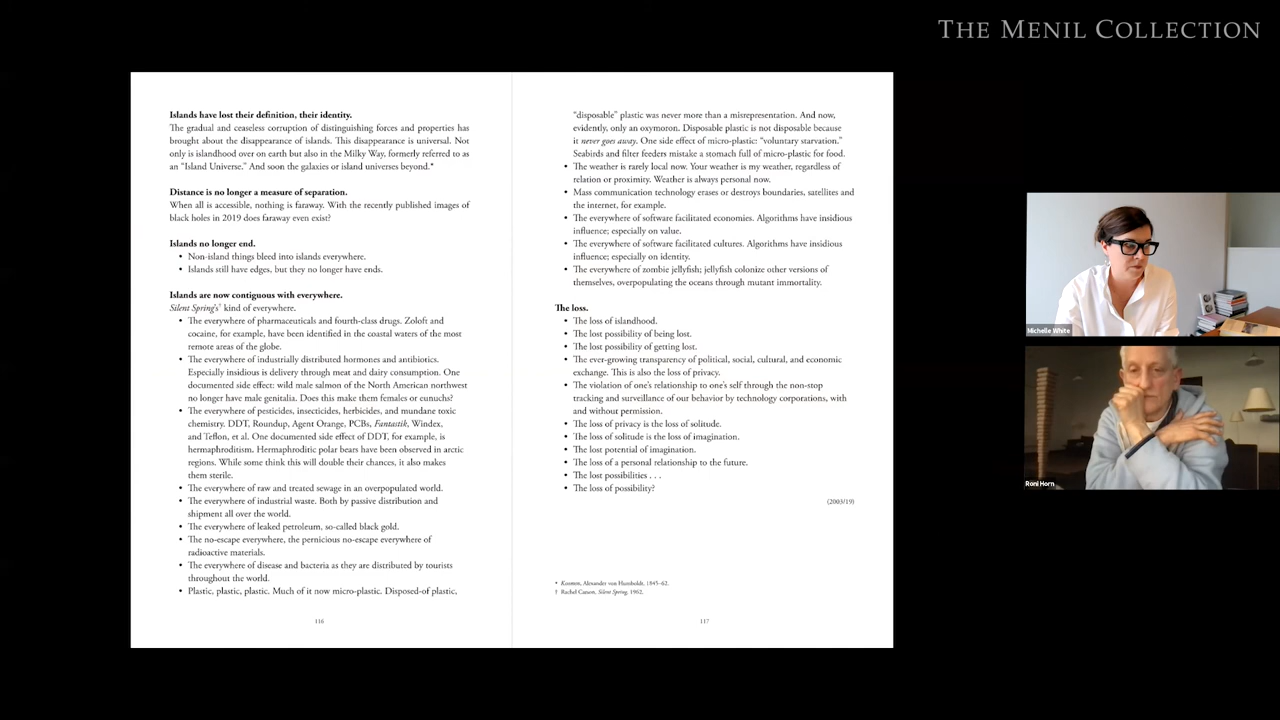 THE MENIL COLLECTION
Islands have lost their definition, their identity.
The gradual and ceaseless corruption of distinguishing forces and properties has
brought about the disappearance of islands. This disappearance is universal. Not
only is islandhood over on earth but also in the Milky Way, formerly referred to as
an “Island Universe.” And soon the galaxies or island universes beyond.*
Distance is no longer a measure of separation.
When all is accessible, nothing is faraway. With the recently published images of
black holes in 2019 does faraway even exist?
Islands no longer end.
• Non-island things bleed into islands everywhere.
• Islands still have edges, but they no longer have ends.
Islands are now contiguous with everywhere.
Silent Spring's† kind of everywhere.
• The everywhere of pharmaceuticals and fourth-class drugs. Zoloft and
cocaine, for example, have been identified in the coastal waters of the most
remote areas of the globe.
• The everywhere of industrially distributed hormones and antibiotics.
Especially insidious is delivery through meat and dairy consumption. One
documented side effect: wild male salmon of the North American northwest
no longer have male genitalia. Does this make them females or eunuchs?
• The everywhere of pesticides, insecticides, herbicides, and mundane toxic
chemistry. DDT, Roundup, Agent Orange, PCBs, Fantastik, Windex,
and Teflon, et al. One documented side effect of DDT, for example, is
hermaphroditism. Hermaphroditic polar bears have been observed in arctic
regions. While some think this will double their chances, it also makes
them sterile.
• The everywhere of raw and treated sewage in an overpopulated world.
• The everywhere of industrial waste. Both by passive distribution and
shipment all over the world.
• The everywhere of leaked petroleum, so-called black gold.
• The no-escape everywhere, the pernicious no-escape everywhere of
radioactive materials.
• The everywhere of disease and bacteria as they are distributed by tourists
throughout the world.
• Plastic, plastic, plastic. Much of it now micro-plastic. Disposed-of plastic,
116
“disposable” plastic was never more than a misrepresentation. And now,
evidently, only an oxymoron. Disposable plastic is not disposable because
it never goes away. One side effect of micro-plastic: “voluntary starvation.”
Seabirds and filter feeders mistake a stomach full of micro-plastic for food.
• The weather is rarely local now. Your weather is my weather, regardless of
relation or proximity. Weather is always personal now.
• Mass communication technology erases or destroys boundaries, satellites and
the internet, for example.
• The everywhere of software facilitated economies. Algorithms have insidious
influence; especially on value.
• The everywhere of software facilitated cultures. Algorithms have insidious
influence; especially on identity.
• The everywhere of zombie jellyfish; jellyfish colonize other versions of
themselves, overpopulating the oceans through mutant immortality.
The loss.
• The loss of islandhood.
• The lost possibility of being lost.
• The lost possibility of getting lost.
• The ever-growing transparency of political, social, cultural, and economic
exchange. This is also the loss of privacy.
• The violation of one's relationship to one's self through the non-stop
tracking and surveillance of our behavior by technology corporations, with
and without permission.
• The loss of privacy is the loss of solitude.
• The loss of solitude is the loss of imagination.
• The lost potential of imagination.
• The loss of a personal relationship to the future.
• The lost possibilities . . .
• The loss of possibility?
(2003/19)
* Kosmos, Alexander von Humboldt, 1845–62.
† Rachel Carson, Silent Spring, 1962.
117
Michelle White
Roni Horn